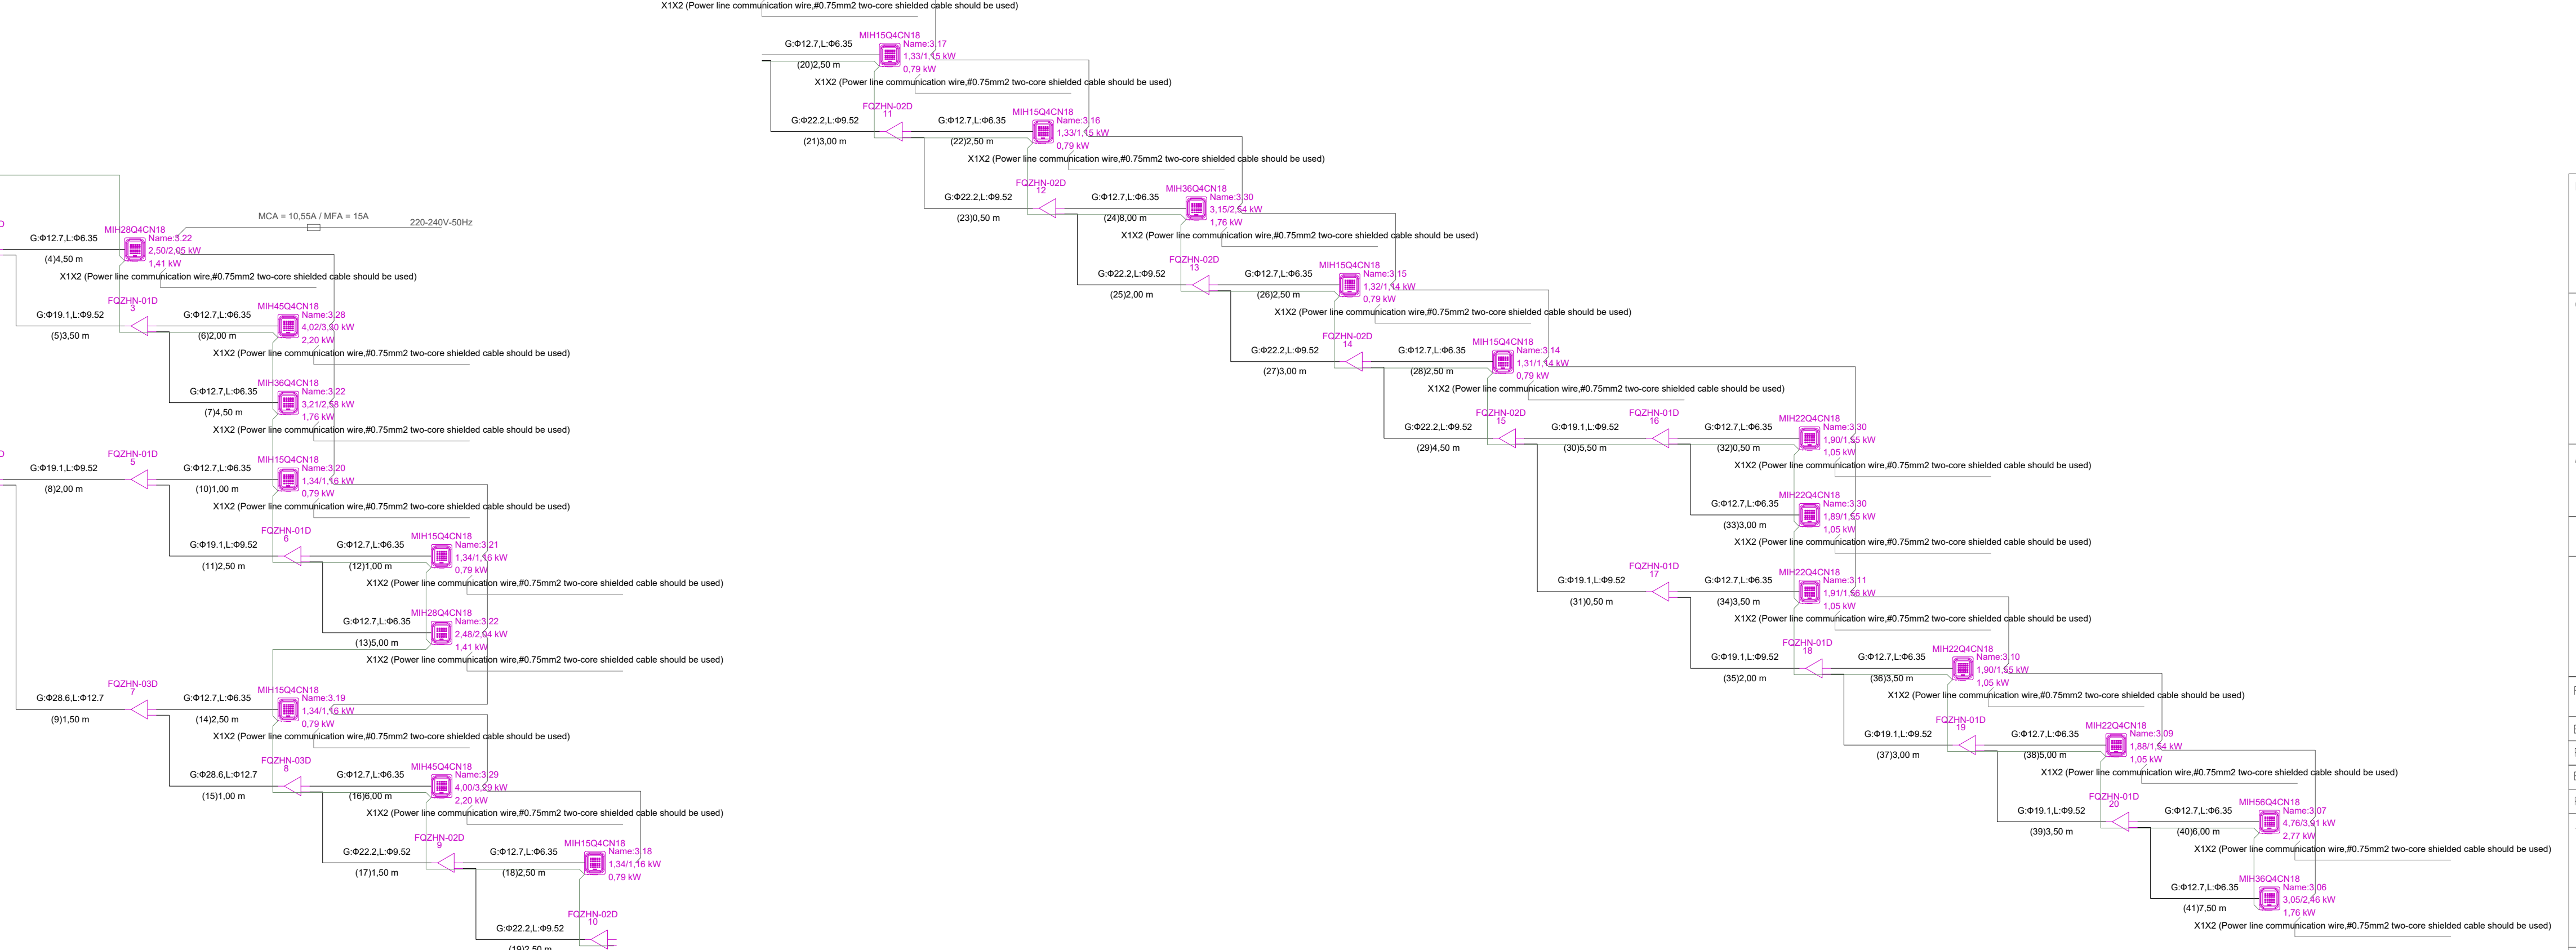 X1X2 (Power line communication wire,#0.75mm2 two-core shielded cable should be used)
MIH15Q4CN18
G:Φ12.7,L:Φ6.35
Name:3.17
1,33/1,15 kW
(20)2,50 m
0,79 kW
X1X2 (Power line communication wire,#0.75mm2 two-core shielded cable should be used)
FQZHN-02D
11
G:Φ22.2,L:Φ9.52
(21)3,00 m
MIH15Q4CN18
G:Φ12.7,L:Φ6.35
Name:3.16
1,33/1,15 kW
(22)2,50 m
0,79 kW
X1X2 (Power line communication wire,#0.75mm2 two-core shielded cable should be used)
FQZHN-02D
12
G:Φ22.2,L:Φ9.52
(23)0,50 m
MIH36Q4CN18
G:Φ12.7,L:Φ6.35
Name:3.30
3,15/2,54 kW
(24)8,00 m
1,76 kW
X1X2 (Power line communication wire,#0.75mm2 two-core shielded cable should be used)
FQZHN-02D
13
G:Φ22.2,L:Φ9.52
(25)2,00 m
MIH15Q4CN18
G:Φ12.7,L:Φ6.35
Name:3.15
1,32/1,14 kW
(26)2,50 m
0,79 kW
X1X2 (Power line communication wire,#0.75mm2 two-core shielded cable should be used)
FQZHN-02D
14
G:Φ22.2,L:Φ9.52
(27)3,00 m
MIH15Q4CN18
G:Φ12.7,L:Φ6.35
Name:3.14
1,31/1,14 kW
(28)2,50 m
0,79 kW
X1X2 (Power line communication wire,#0.75mm2 two-core shielded cable should be used)
FQZHN-02D
15
G:Φ22.2,L:Φ9.52
(29)4,50 m
FQZHN-01D
16
G:Φ19.1,L:Φ9.52
(30)5,50 m
MIH22Q4CN18
G:Φ12.7,L:Φ6.35
Name:3.30
1,90/1,55 kW
(32)0,50 m
1,05 kW
X1X2 (Power line communication wire,#0.75mm2 two-core shielded cable should be used)
MIH22Q4CN18
G:Φ12.7,L:Φ6.35
Name:3.30
1,89/1,55 kW
(33)3,00 m
1,05 kW
X1X2 (Power line communication wire,#0.75mm2 two-core shielded cable should be used)
FQZHN-01D
17
G:Φ19.1,L:Φ9.52
(31)0,50 m
MIH22Q4CN18
G:Φ12.7,L:Φ6.35
Name:3.11
1,91/1,56 kW
(34)3,50 m
1,05 kW
X1X2 (Power line communication wire,#0.75mm2 two-core shielded cable should be used)
FQZHN-01D
18
G:Φ19.1,L:Φ9.52
(35)2,00 m
MIH22Q4CN18
G:Φ12.7,L:Φ6.35
Name:3.10
1,90/1,55 kW
(36)3,50 m
1,05 kW
X1X2 (Power line communication wire,#0.75mm2 two-core shielded cable should be used)
FQZHN-01D
19
G:Φ19.1,L:Φ9.52
(37)3,00 m
MIH22Q4CN18
G:Φ12.7,L:Φ6.35
Name:3.09
1,88/1,54 kW
(38)5,00 m
1,05 kW
X1X2 (Power line communication wire,#0.75mm2 two-core shielded cable should be used)
FQZHN-01D
20
G:Φ19.1,L:Φ9.52
(39)3,50 m
MIH56Q4CN18
G:Φ12.7,L:Φ6.35
Name:3.07
4,76/3,91 kW
(40)6,00 m
2,77 kW
X1X2 (Power line communication wire,#0.75mm2 two-core shielded cable should be used)
MIH36Q4CN18
G:Φ12.7,L:Φ6.35
Name:3.06
3,05/2,46 kW
(41)7,50 m
1,76 kW
X1X2 (Power line communication wire,#0.75mm2 two-core shielded cable should be used)
MCA = 10,55A / MFA = 15A
220-240V-50Hz
MIH28Q4CN18
G:Φ12.7,L:Φ6.35
Name:3.22
2,50/2,05 kW
(4)4,50 m
1,41 kW
X1X2 (Power line communication wire,#0.75mm2 two-core shielded cable should be used)
FQZHN-01D
3
G:Φ19.1,L:Φ9.52
(5)3,50 m
MIH45Q4CN18
G:Φ12.7,L:Φ6.35
Name:3.28
(6)2,00 m
2,20 kW
X1X2 (Power line communication wire,#0.75mm2 two-core shielded cable should be used)
MIH36Q4CN18
G:Φ12.7,L:Φ6.35
Name:3.22
3,21/2,58 kW
(7)4,50 m
1,76 kW
X1X2 (Power line communication wire,#0.75mm2 two-core shielded cable should be used)
FQZHN-01D
5
G:Φ19.1,L:Φ9.52
(8)2,00 m
MIH15Q4CN18
G:Φ12.7,L:Φ6.35
Name:3.20
1,34/1,16 kW
(10)1,00 m
0,79 kW
X1X2 (Power line communication wire,#0.75mm2 two-core shielded cable should be used)
FQZHN-01D
6
G:Φ19.1,L:Φ9.52
(11)2,50 m
MIH15Q4CN18
G:Φ12.7,L:Φ6.35
Name:3.21
1,34/1,16 kW
(12)1,00 m
0,79 kW
X1X2 (Power line communication wire,#0.75mm2 two-core shielded cable should be used)
MIH28Q4CN18
G:Φ12.7,L:Φ6.35
Name:3.22
2,48/2,04 kW
(13)5,00 m
1,41 kW
X1X2 (Power line communication wire,#0.75mm2 two-core shielded cable should be used)
FQZHN-03D
7
G:Φ28.6,L:Φ12.7
(9)1,50 m
MIH15Q4CN18
G:Φ12.7,L:Φ6.35
Name:3.19
1,34/1,16 kW
(14)2,50 m
0,79 kW
X1X2 (Power line communication wire,#0.75mm2 two-core shielded cable should be used)
FQZHN-03D
8
G:Φ28.6,L:Φ12.7
(15)1,00 m
MIH45Q4CN18
G:Φ12.7,L:Φ6.35
Name:3.29
4,00/3,29 kW
(16)6,00 m
2,20 kW
X1X2 (Power line communication wire,#0.75mm2 two-core shielded cable should be used)
FQZHN-02D
9
G:Φ22.2,L:Φ9.52
(17)1,50 m
MIH15Q4CN18
G:Φ12.7,L:Φ6.35
Name:3.18
1,34/1,16 kW
(18)2,50 m
0,79 kW
FQZHN-02D
10
G:Φ22.2,L:Φ9.52
(19)2,50 m